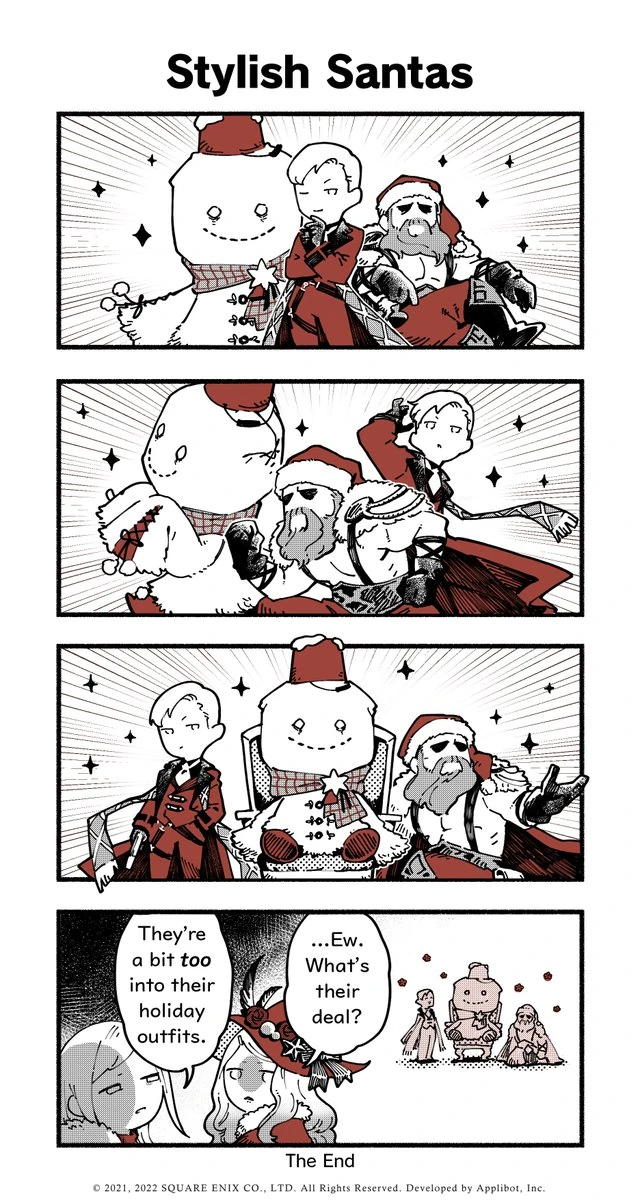 Stylish Santas
They're
a bit too
into their
holiday
outfits.
...Ew.
What's
their
deal?
The End
© 2021, 2022 SQUARE ENIX CO., LTD. All Rights Reserved. Developed by Applibot, Inc.